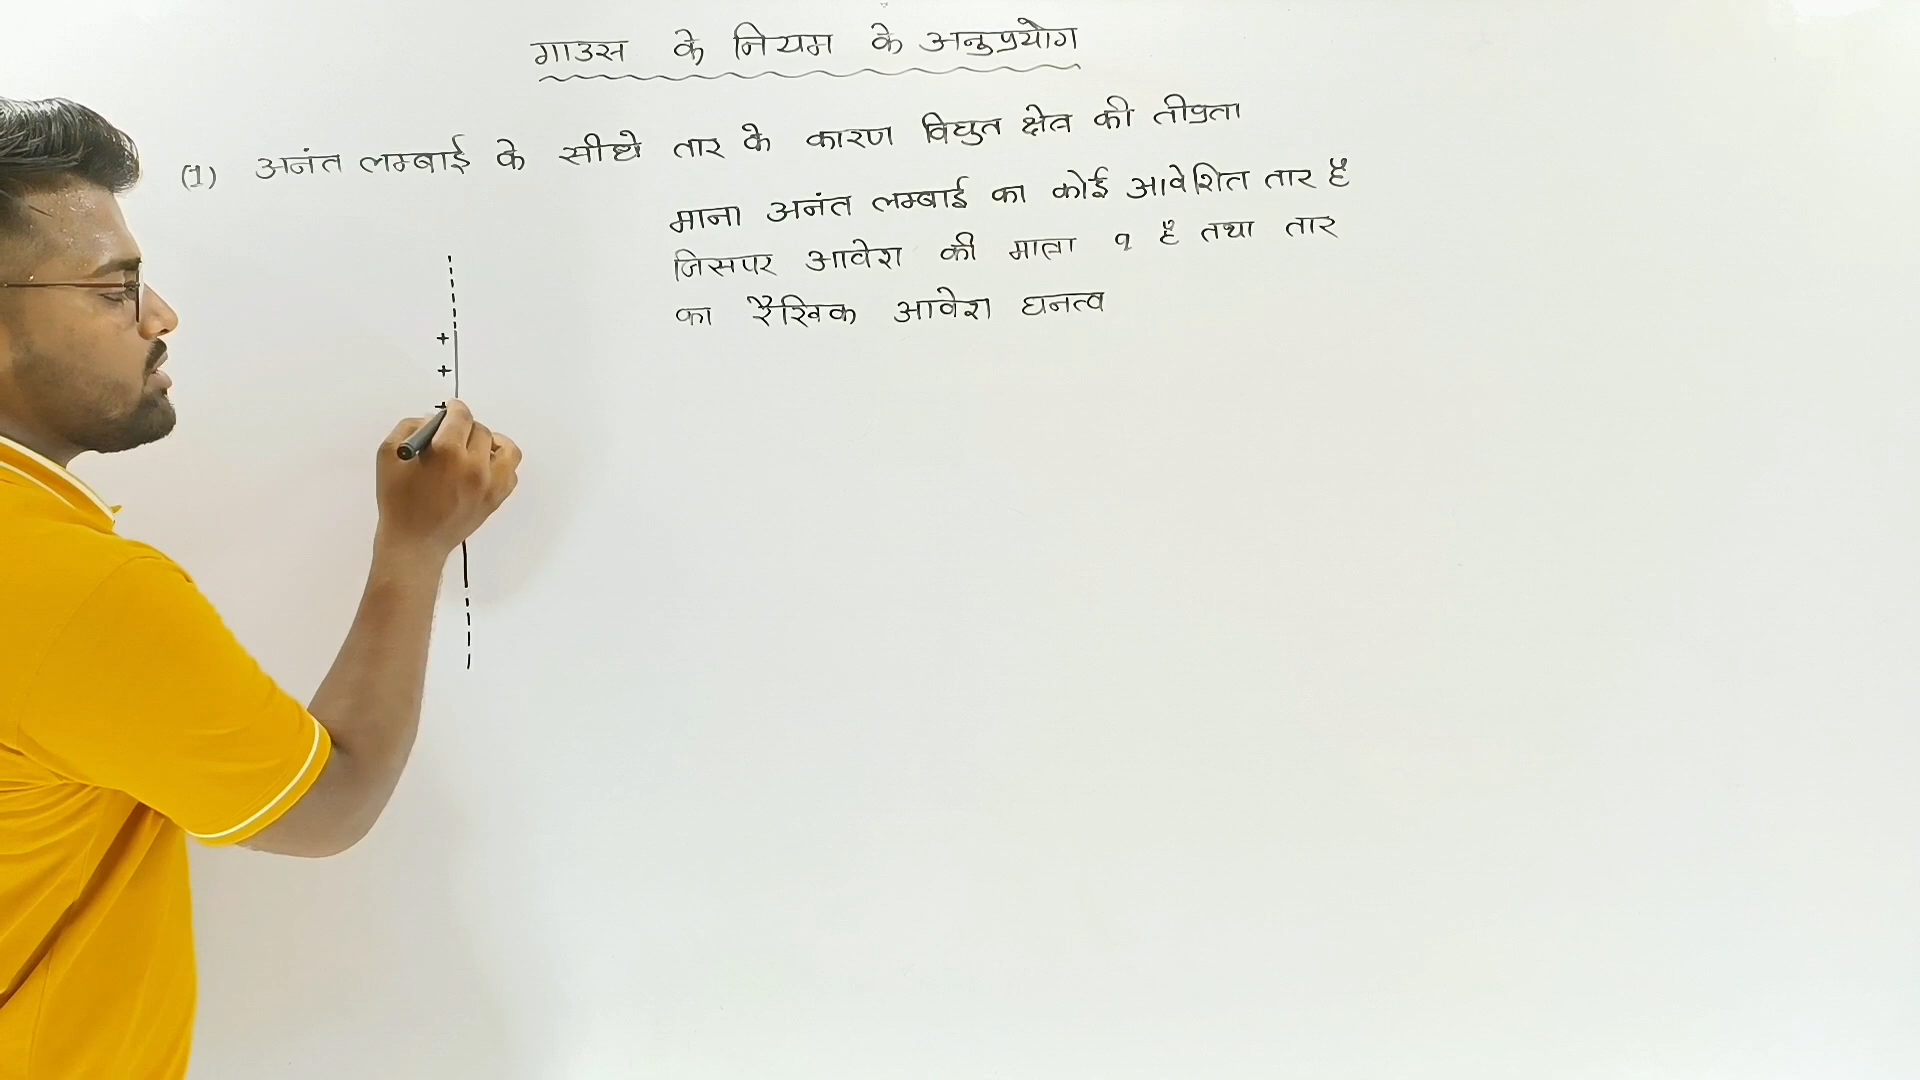 गाउस के नियम के अनुप्रयोग
(1) अनंत लम्बाई के सीधे तार के कारण विद्युत क्षेत्र की तीव्रता
माना अनंत लम्बाई का कोई आवेशित तार है
जिसपर आवेश की मात्रा q है तथा तार
का रैखिक आवेश घनत्व
+
+
+